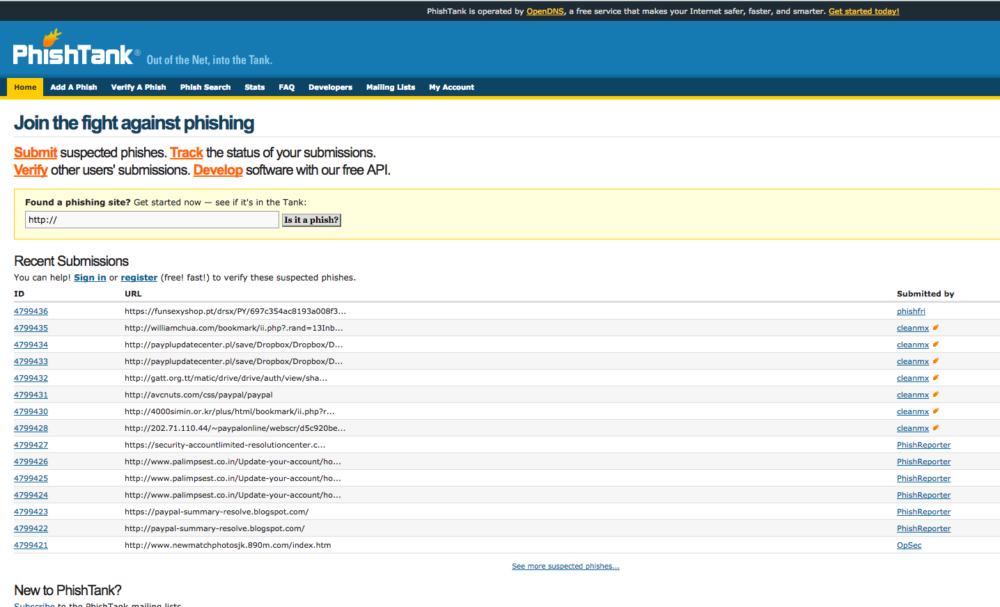 PhishTank is operated by OpenDNS, a free service that makes your Internet safer, faster, and smarter. Get started today!
PhishTank® Out of the Net, into the Tank.
Home Add A Phish Verify A Phish Phish Search Stats FAQ Developers Mailing Lists My Account
Join the fight against phishing
Submit suspected phishes. Track the status of your submissions.
Verify other users' submissions. Develop software with our free API.
Found a phishing site? Get started now — see if it's in the Tank:
http:// Is it a phish?
Recent Submissions
You can help! Sign in or register (free! fast!) to verify these suspected phishes.
ID URL Submitted by
4799436 https://funsexyshop.pt/drsx/PY/697c354ac8193a008f3... phishfri
4799435 http://williamchua.com/bookmark/ii.php?.rand=13Inb... cleanmx
4799434 http://payplupdatecenter.pl/save/Dropbox/Dropbox/D... cleanmx
4799433 http://payplupdatecenter.pl/save/Dropbox/Dropbox/D... cleanmx
4799432 http://gatt.org.tt/matic/drive/drive/auth/view/sha... cleanmx
4799431 http://avcnuts.com/css/paypal/paypal cleanmx
4799430 http://4000simin.or.kr/plus/html/bookmark/ii.php?r... cleanmx
4799428 http://202.71.110.44/~paypalonline/webscr/d5c920be... cleanmx
4799427 https://security-accountlimited-resolutioncenter.c... PhishReporter
4799426 http://www.palimpsest.co.in/Update-your-account/ho... PhishReporter
4799425 http://www.palimpsest.co.in/Update-your-account/ho... PhishReporter
4799424 http://www.palimpsest.co.in/Update-your-account/ho... PhishReporter
4799423 https://paypal-summary-resolve.blogspot.com/ PhishReporter
4799422 http://paypal-summary-resolve.blogspot.com/ PhishReporter
4799421 http://www.newmatchphotosjk.890m.com/index.htm OpSec
See more suspected phishes...
New to PhishTank?
Subscribe to the PhishTank mailing lists